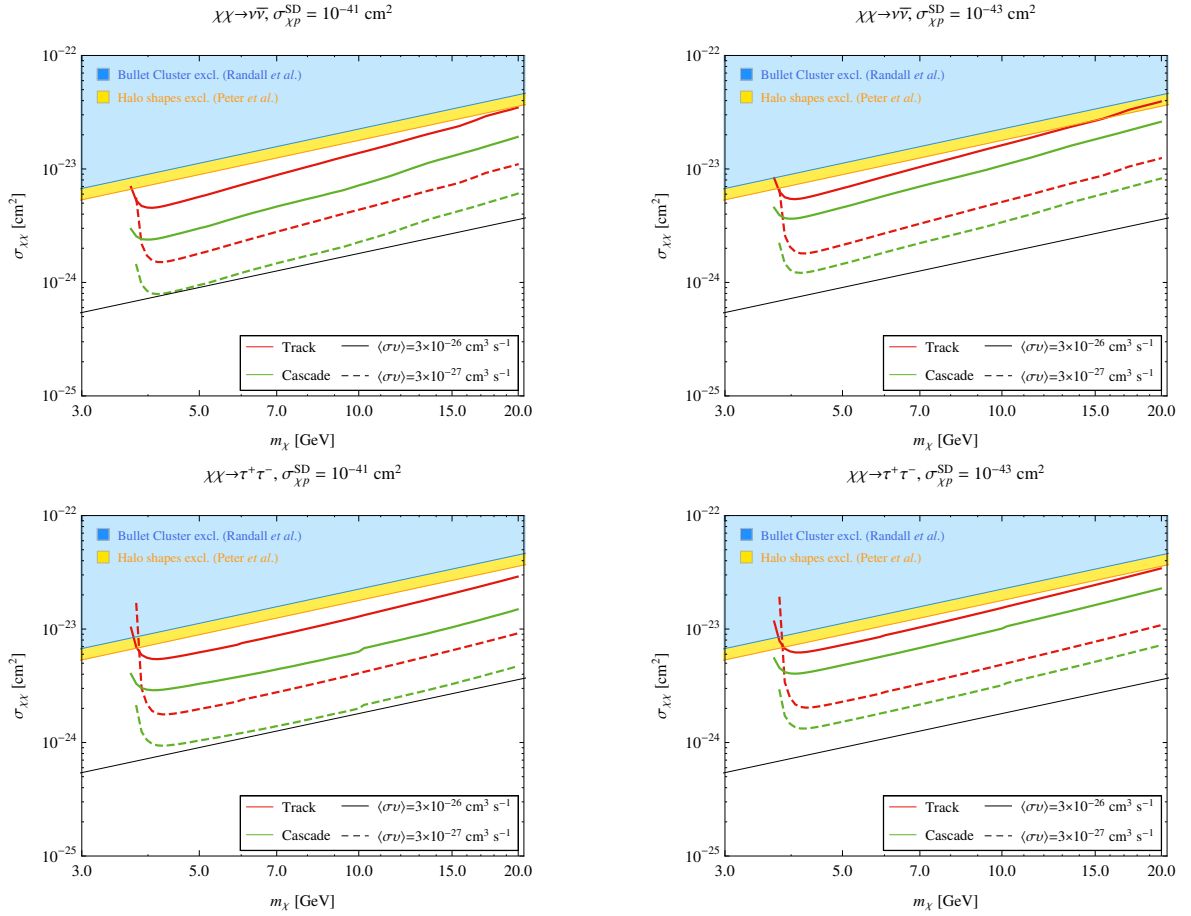 χχ→νν̅, σ^SD_χp = 10^−41 cm^2
10^−22
Bullet Cluster excl. (Randall et al.)
Halo shapes excl. (Peter et al.)
10^−23
σ_χχ [cm^2]
10^−24
Track
⟨συ⟩=3×10^−26 cm^3 s^−1
Cascade
⟨συ⟩=3×10^−27 cm^3 s^−1
10^−25
3.0 5.0 7.0 10.0 15.0 20.0
m_χ [GeV]
χχ→νν̅, σ^SD_χp = 10^−43 cm^2
10^−22
Bullet Cluster excl. (Randall et al.)
Halo shapes excl. (Peter et al.)
10^−23
σ_χχ [cm^2]
10^−24
Track
⟨συ⟩=3×10^−26 cm^3 s^−1
Cascade
⟨συ⟩=3×10^−27 cm^3 s^−1
10^−25
3.0 5.0 7.0 10.0 15.0 20.0
m_χ [GeV]
χχ→τ^+τ^−, σ^SD_χp = 10^−41 cm^2
10^−22
Bullet Cluster excl. (Randall et al.)
Halo shapes excl. (Peter et al.)
10^−23
σ_χχ [cm^2]
10^−24
Track
⟨συ⟩=3×10^−26 cm^3 s^−1
Cascade
⟨συ⟩=3×10^−27 cm^3 s^−1
10^−25
3.0 5.0 7.0 10.0 15.0 20.0
m_χ [GeV]
χχ→τ^+τ^−, σ^SD_χp = 10^−43 cm^2
10^−22
Bullet Cluster excl. (Randall et al.)
Halo shapes excl. (Peter et al.)
10^−23
σ_χχ [cm^2]
10^−24
Track
⟨συ⟩=3×10^−26 cm^3 s^−1
Cascade
⟨συ⟩=3×10^−27 cm^3 s^−1
10^−25
3.0 5.0 7.0 10.0 15.0 20.0
m_χ [GeV]